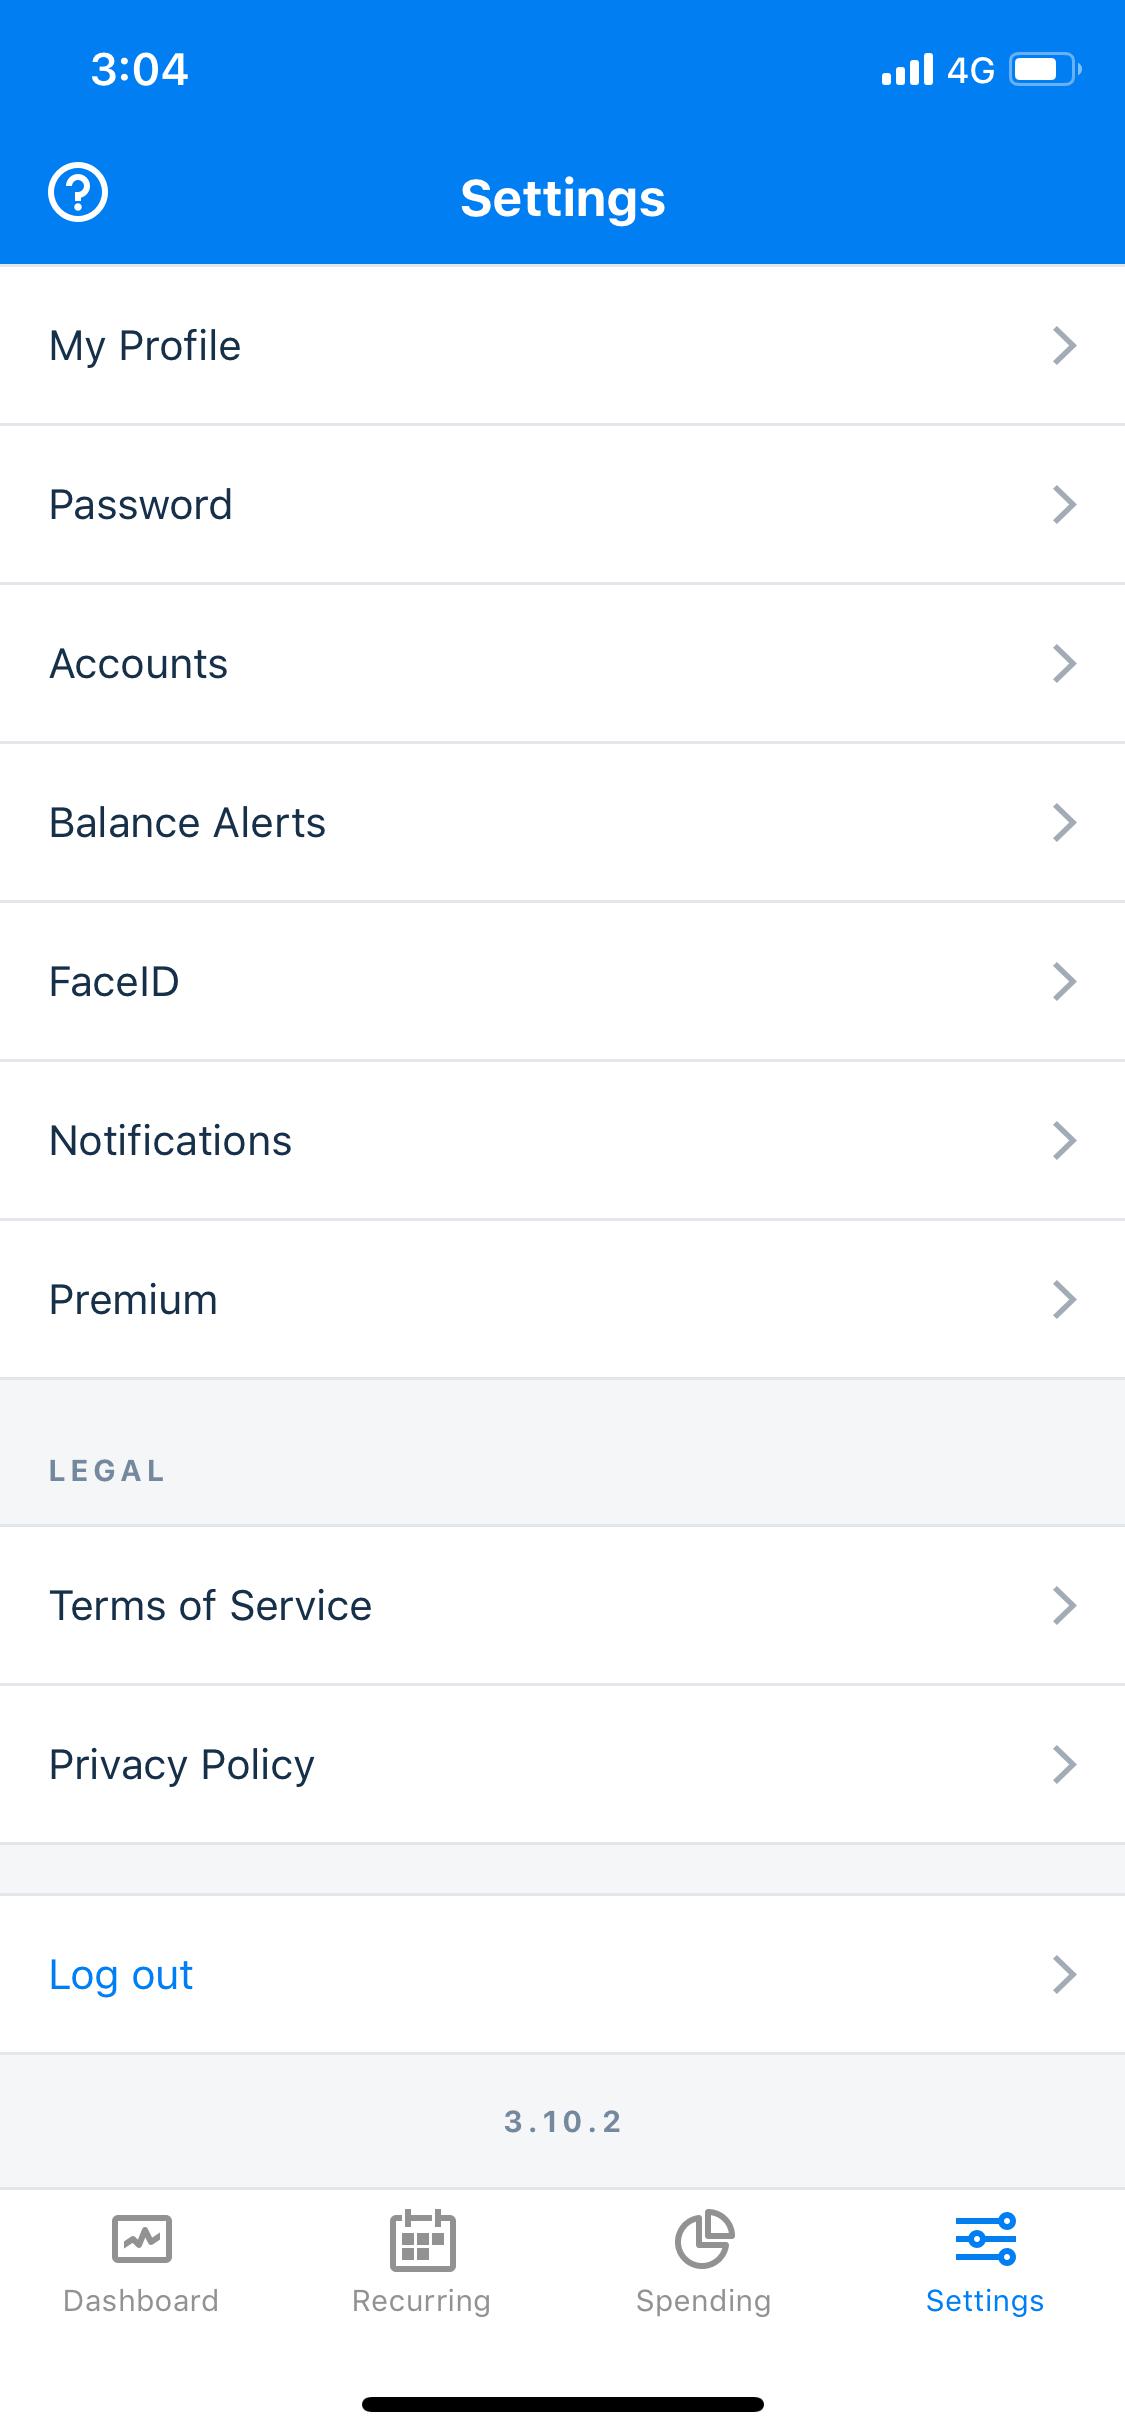 3:04
4G
Settings
My Profile
Password
Accounts
Balance Alerts
FaceID
Notifications
Premium
LEGAL
Terms of Service
Privacy Policy
Log out
3.10.2
Dashboard
Recurring
Spending
Settings